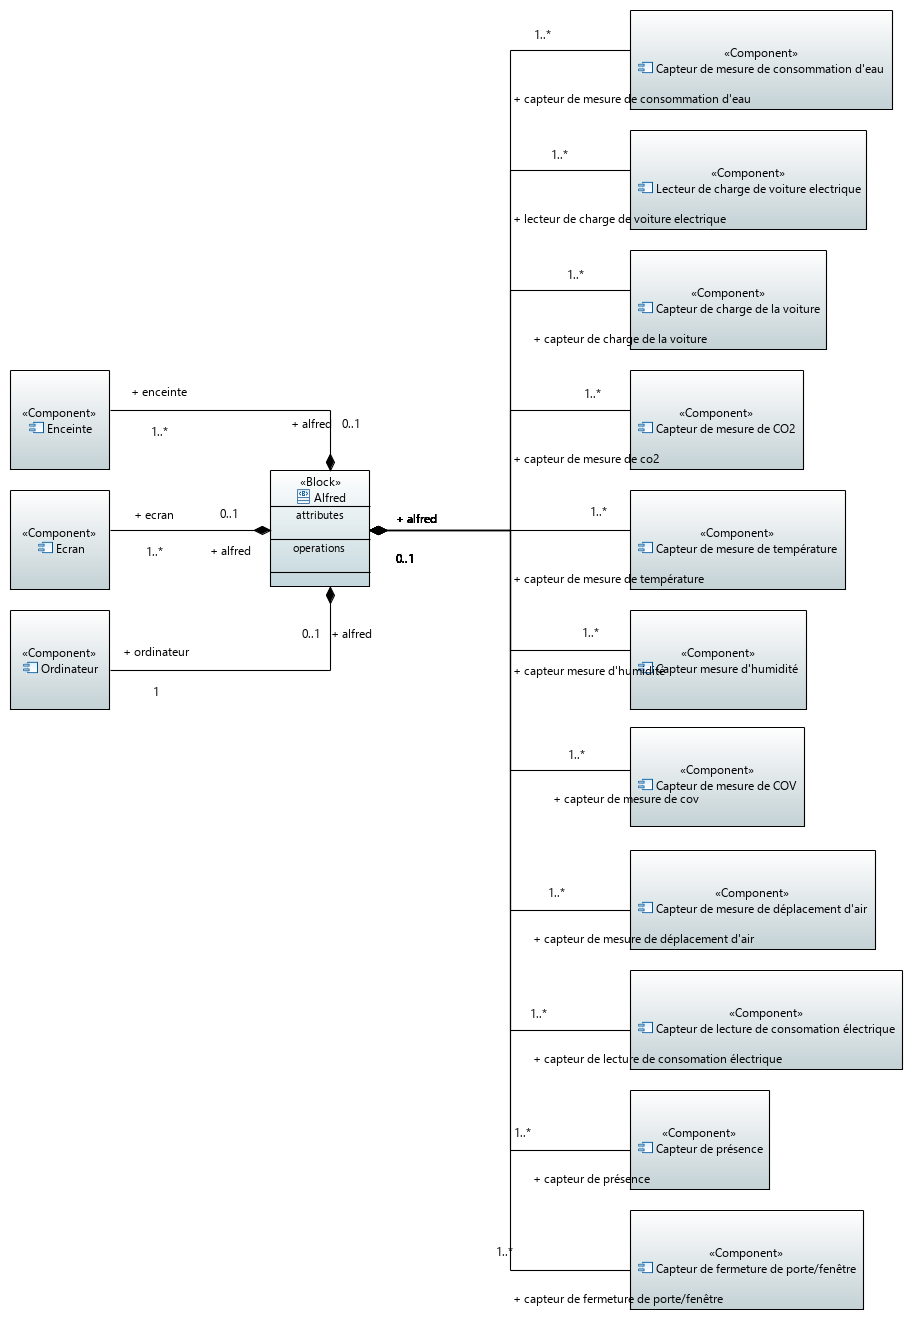 + enceinte
1..*
«Component»
Enceinte
+ alfred
0..1
+ ecran
0..1
1..*
+ alfred
«Component»
Ecran
«Block»
Alfred
attributes
operations
0..1
+ alfred
+ ordinateur
1
«Component»
Ordinateur
+ alfred
0..1
1..*
«Component»
Capteur de mesure de consommation d'eau
+ capteur de mesure de consommation d'eau
1..*
«Component»
Lecteur de charge de voiture electrique
+ lecteur de charge de voiture electrique
1..*
«Component»
Capteur de charge de la voiture
+ capteur de charge de la voiture
1..*
«Component»
Capteur de mesure de CO2
+ capteur de mesure de co2
1..*
«Component»
Capteur de mesure de température
+ capteur de mesure de température
1..*
«Component»
Capteur mesure d'humidité
+ capteur mesure d'humidité
1..*
«Component»
Capteur de mesure de COV
+ capteur de mesure de cov
1..*
«Component»
Capteur de mesure de déplacement d'air
+ capteur de mesure de déplacement d'air
1..*
«Component»
Capteur de lecture de consomation électrique
+ capteur de lecture de consomation électrique
1..*
«Component»
Capteur de présence
+ capteur de présence
1..*
«Component»
Capteur de fermeture de porte/fenêtre
+ capteur de fermeture de porte/fenêtre